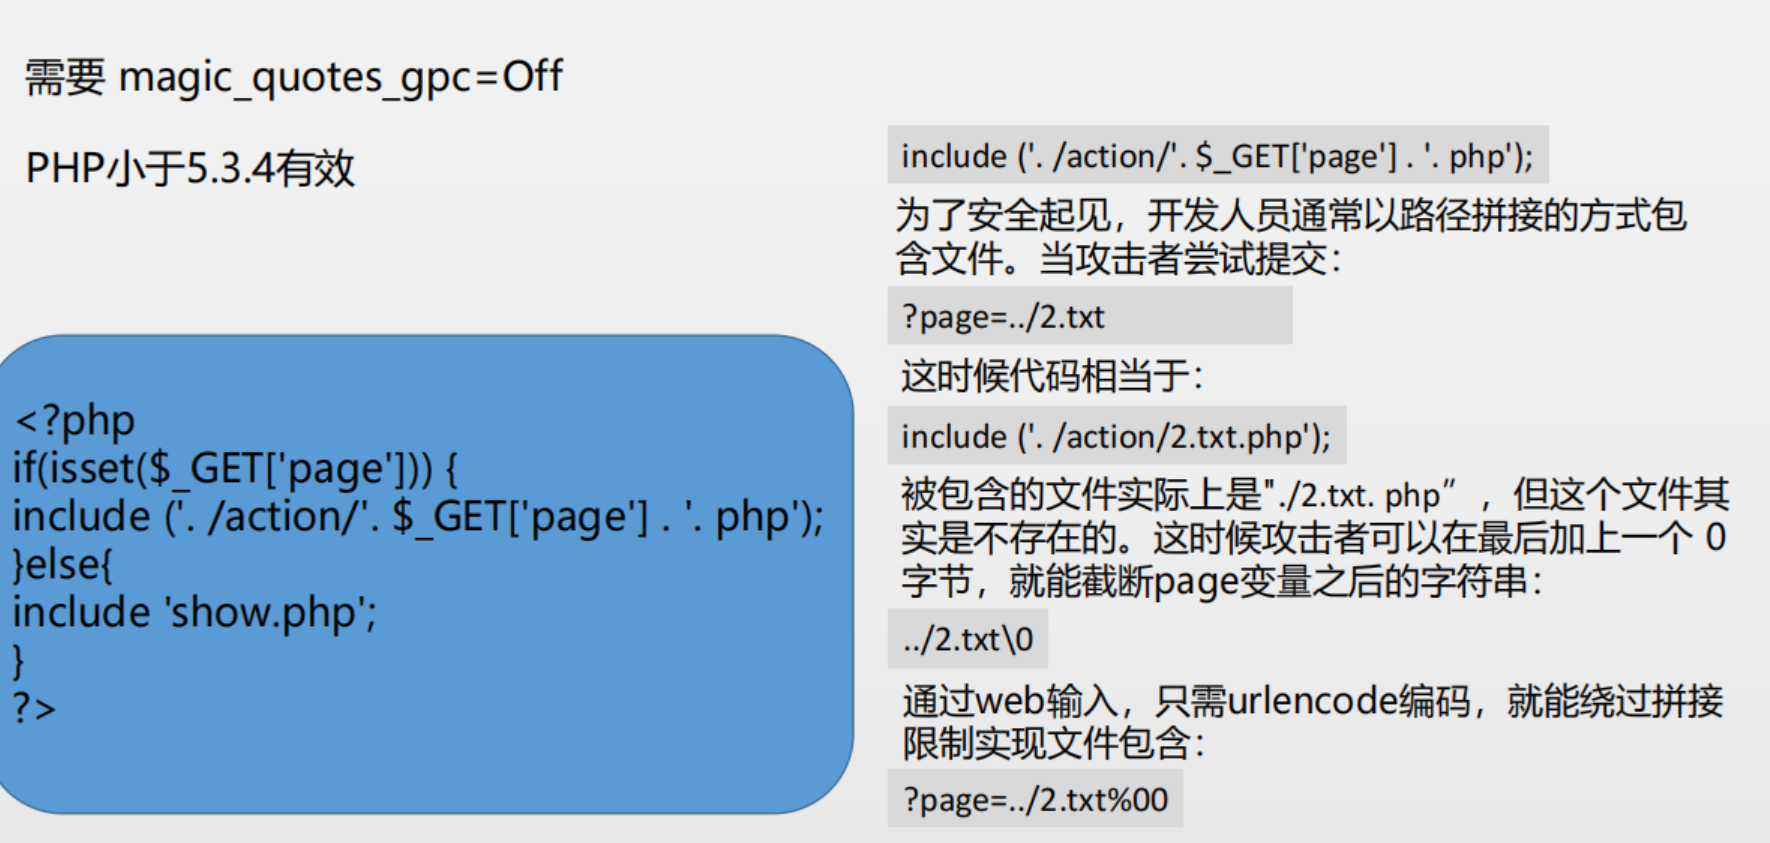 需要 magic_quotes_gpc=Off
PHP小于5.3.4有效
<?php
if(isset($_GET['page'])) {
include ('. /action/'. $_GET['page'] . '. php');
}else{
include 'show.php';
}
?>
include ('. /action/'. $_GET['page'] . '. php');
为了安全起见，开发人员通常以路径拼接的方式包
含文件。当攻击者尝试提交：
?page=../2.txt
这时候代码相当于：
include ('. /action/2.txt.php');
被包含的文件实际上是"./2.txt. php” ，但这个文件其
实是不存在的。这时候攻击者可以在最后加上一个 0
字节，就能截断page变量之后的字符串：
../2.txt\0
通过web输入，只需urlencode编码，就能绕过拼接
限制实现文件包含：
?page=../2.txt%00